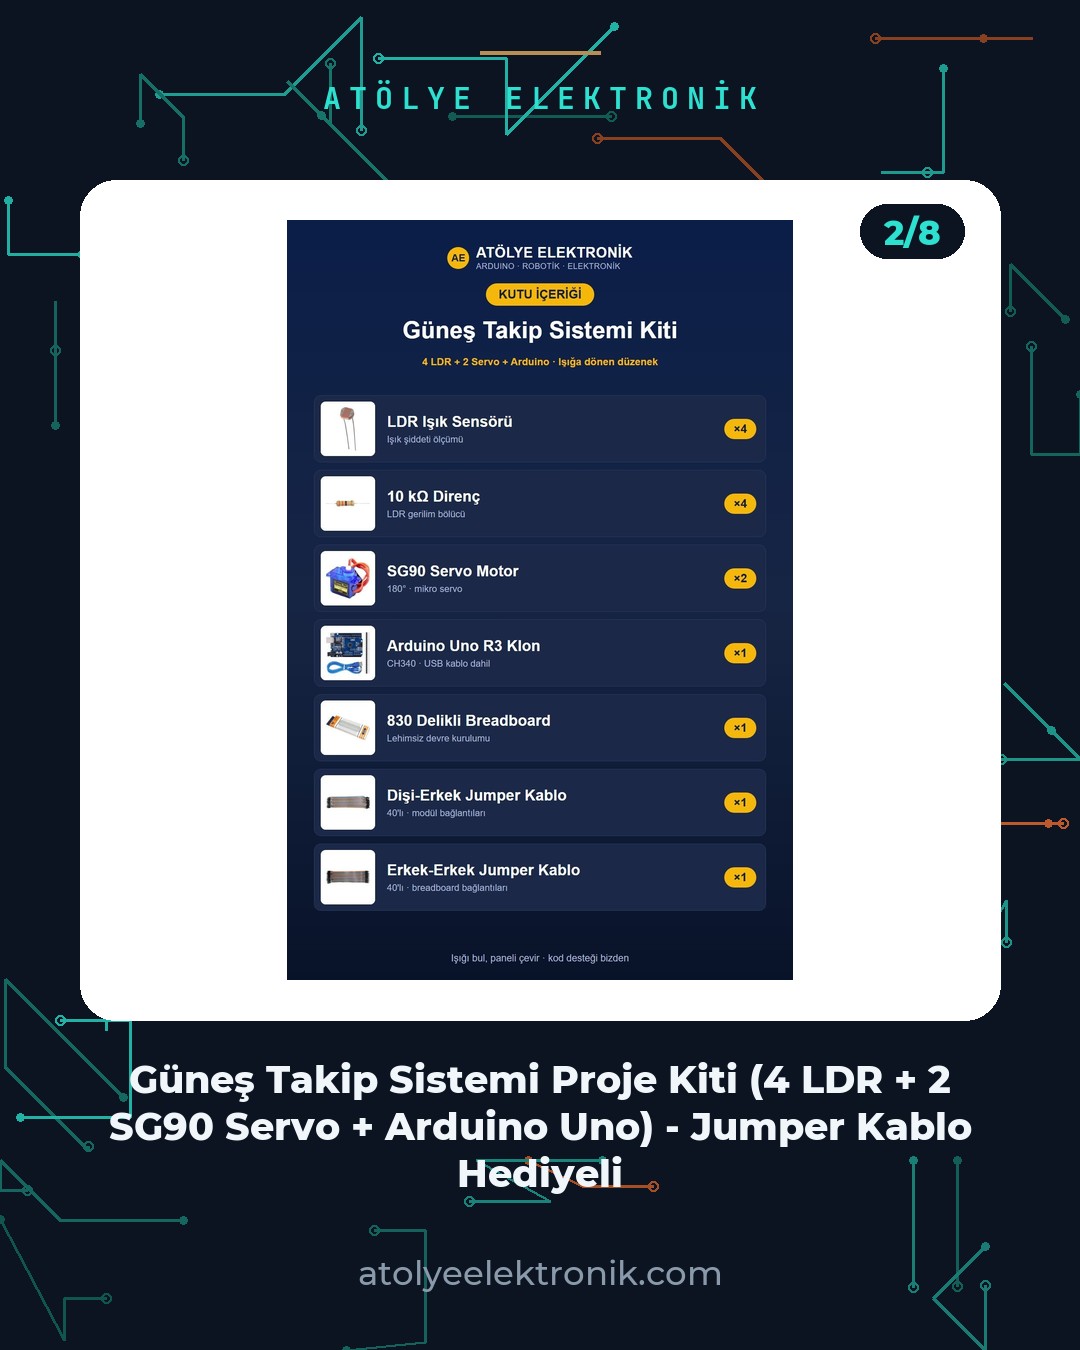 ATÖLYE ELEKTRONİK
2/8
AE
ATÖLYE ELEKTRONİK
ARDUINO · ROBOTİK · ELEKTRONİK
KUTU İÇERİĞİ
Güneş Takip Sistemi Kiti
4 LDR + 2 Servo + Arduino · Işığa dönen düzenek
LDR Işık Sensörü
Işık şiddeti ölçümü
×4
10 kΩ Direnç
LDR gerilim bölücü
×4
SG90 Servo Motor
180° · mikro servo
×2
Arduino Uno R3 Klon
CH340 · USB kablo dahil
×1
830 Delikli Breadboard
Lehimsiz devre kurulumu
×1
Dişi-Erkek Jumper Kablo
40'lı · modül bağlantıları
×1
Erkek-Erkek Jumper Kablo
40'lı · breadboard bağlantıları
×1
Işığı bul, paneli çevir · kod desteği bizden
Güneş Takip Sistemi Proje Kiti (4 LDR + 2
SG90 Servo + Arduino Uno) - Jumper Kablo
Hediyeli
atolyeelektronik.com